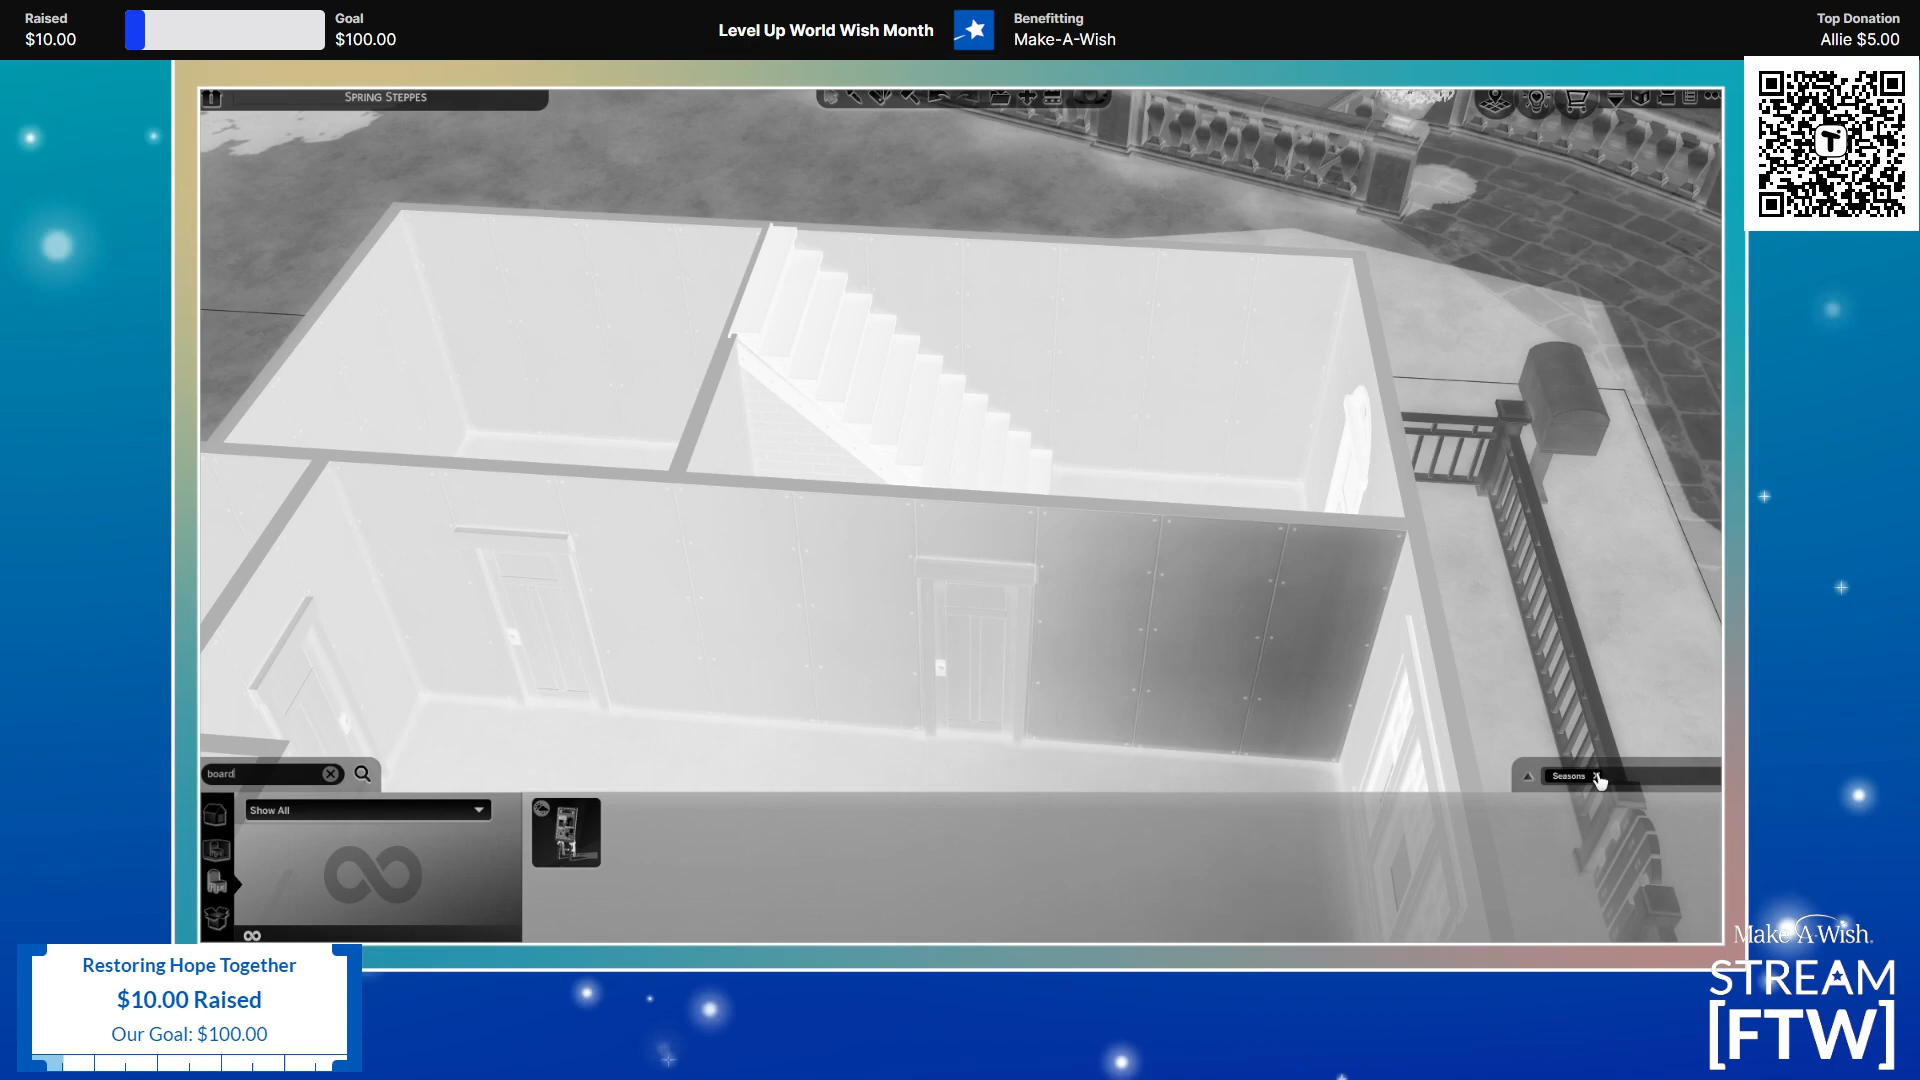 Raised
$10.00
Goal
$100.00
Level Up World Wish Month
Benefitting
Make-A-Wish
Top Donation
Allie $5.00
SPRING STEPPES
board
Show All
Seasons
Restoring Hope Together
$10.00 Raised
Our Goal: $100.00
Make-A-Wish.
STREAM
[FTW]